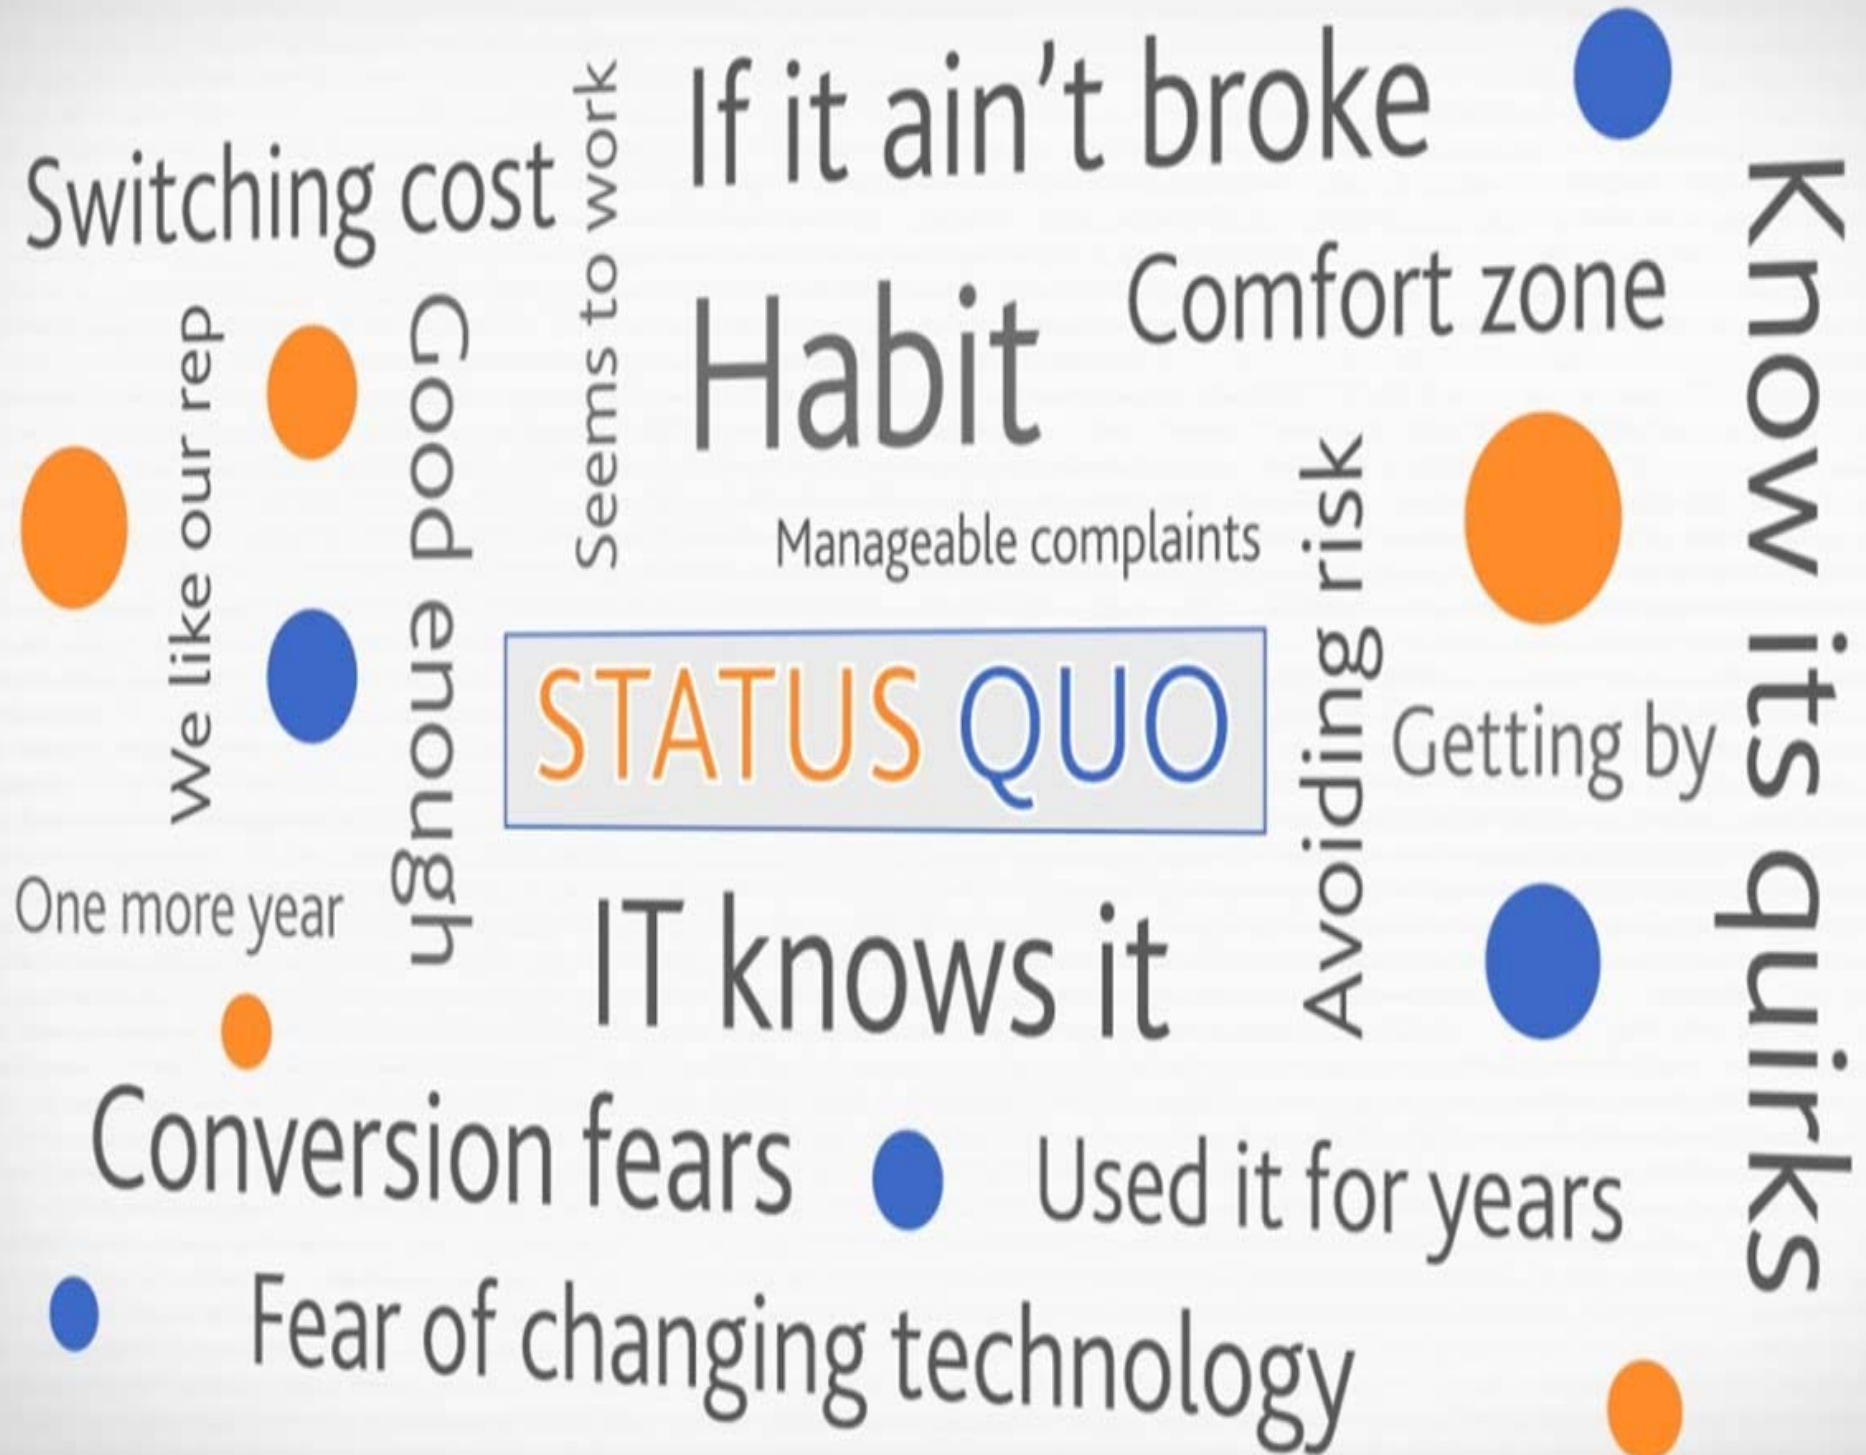 If it ain't broke
Switching cost
Seems to work
Comfort zone
Know its quirks
Habit
We like our rep
Good enough
Manageable complaints
Avoiding risk
STATUS QUO
Getting by
One more year
IT knows it
Conversion fears
Used it for years
Fear of changing technology